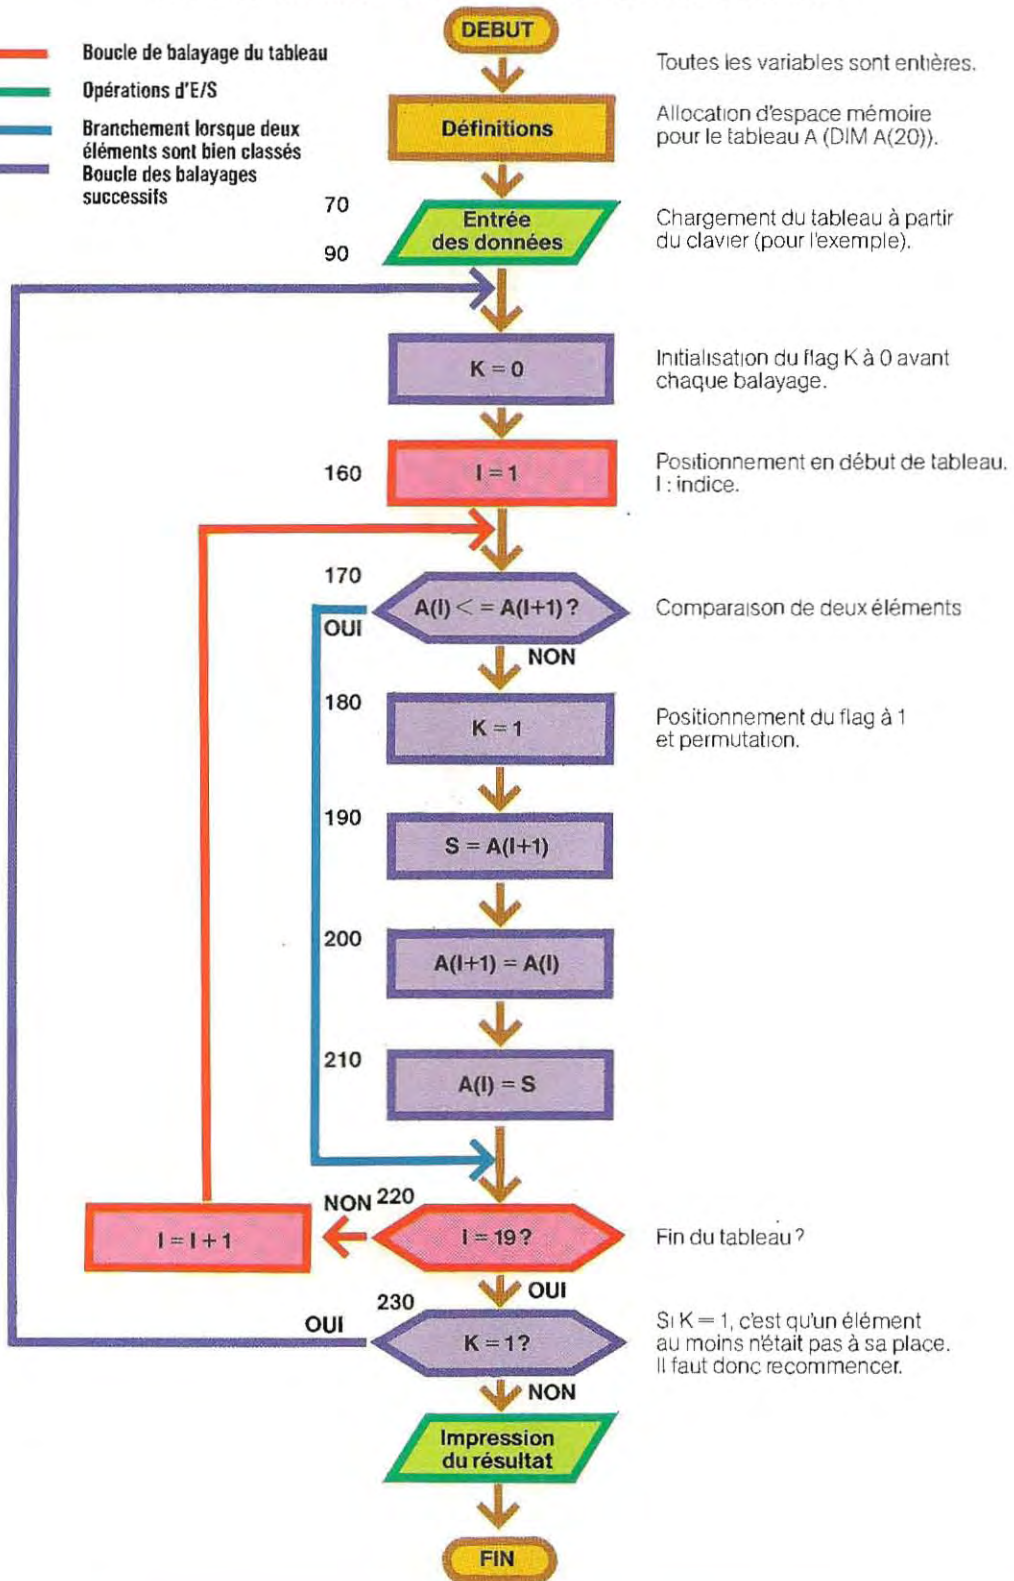 DEBUT
Boucle de balayage du tableau
Opérations d'E/S
Branchement lorsque deux
éléments sont bien classés
Boucle des balayages
successifs
Toutes les variables sont entières.
Définitions
Allocation d'espace mémoire
pour le tableau A (DIM A(20)).
70
90
Entrée
des données
Chargement du tableau à partir
du clavier (pour l'exemple).
K = 0
Initialisation du flag K à 0 avant
chaque balayage.
160
I = 1
Positionnement en début de tableau.
I : indice.
170
A(I) < = A(I+1) ?
Comparaison de deux éléments
OUI
NON
180
K = 1
Positionnement du flag à 1
et permutation.
190
S = A(I+1)
200
A(I+1) = A(I)
210
A(I) = S
NON 220
I = I + 1
I = 19 ?
Fin du tableau ?
OUI
230
OUI
K = 1?
Si K = 1, c'est qu'un élément
au moins n'était pas à sa place.
Il faut donc recommencer.
NON
Impression
du résultat
FIN